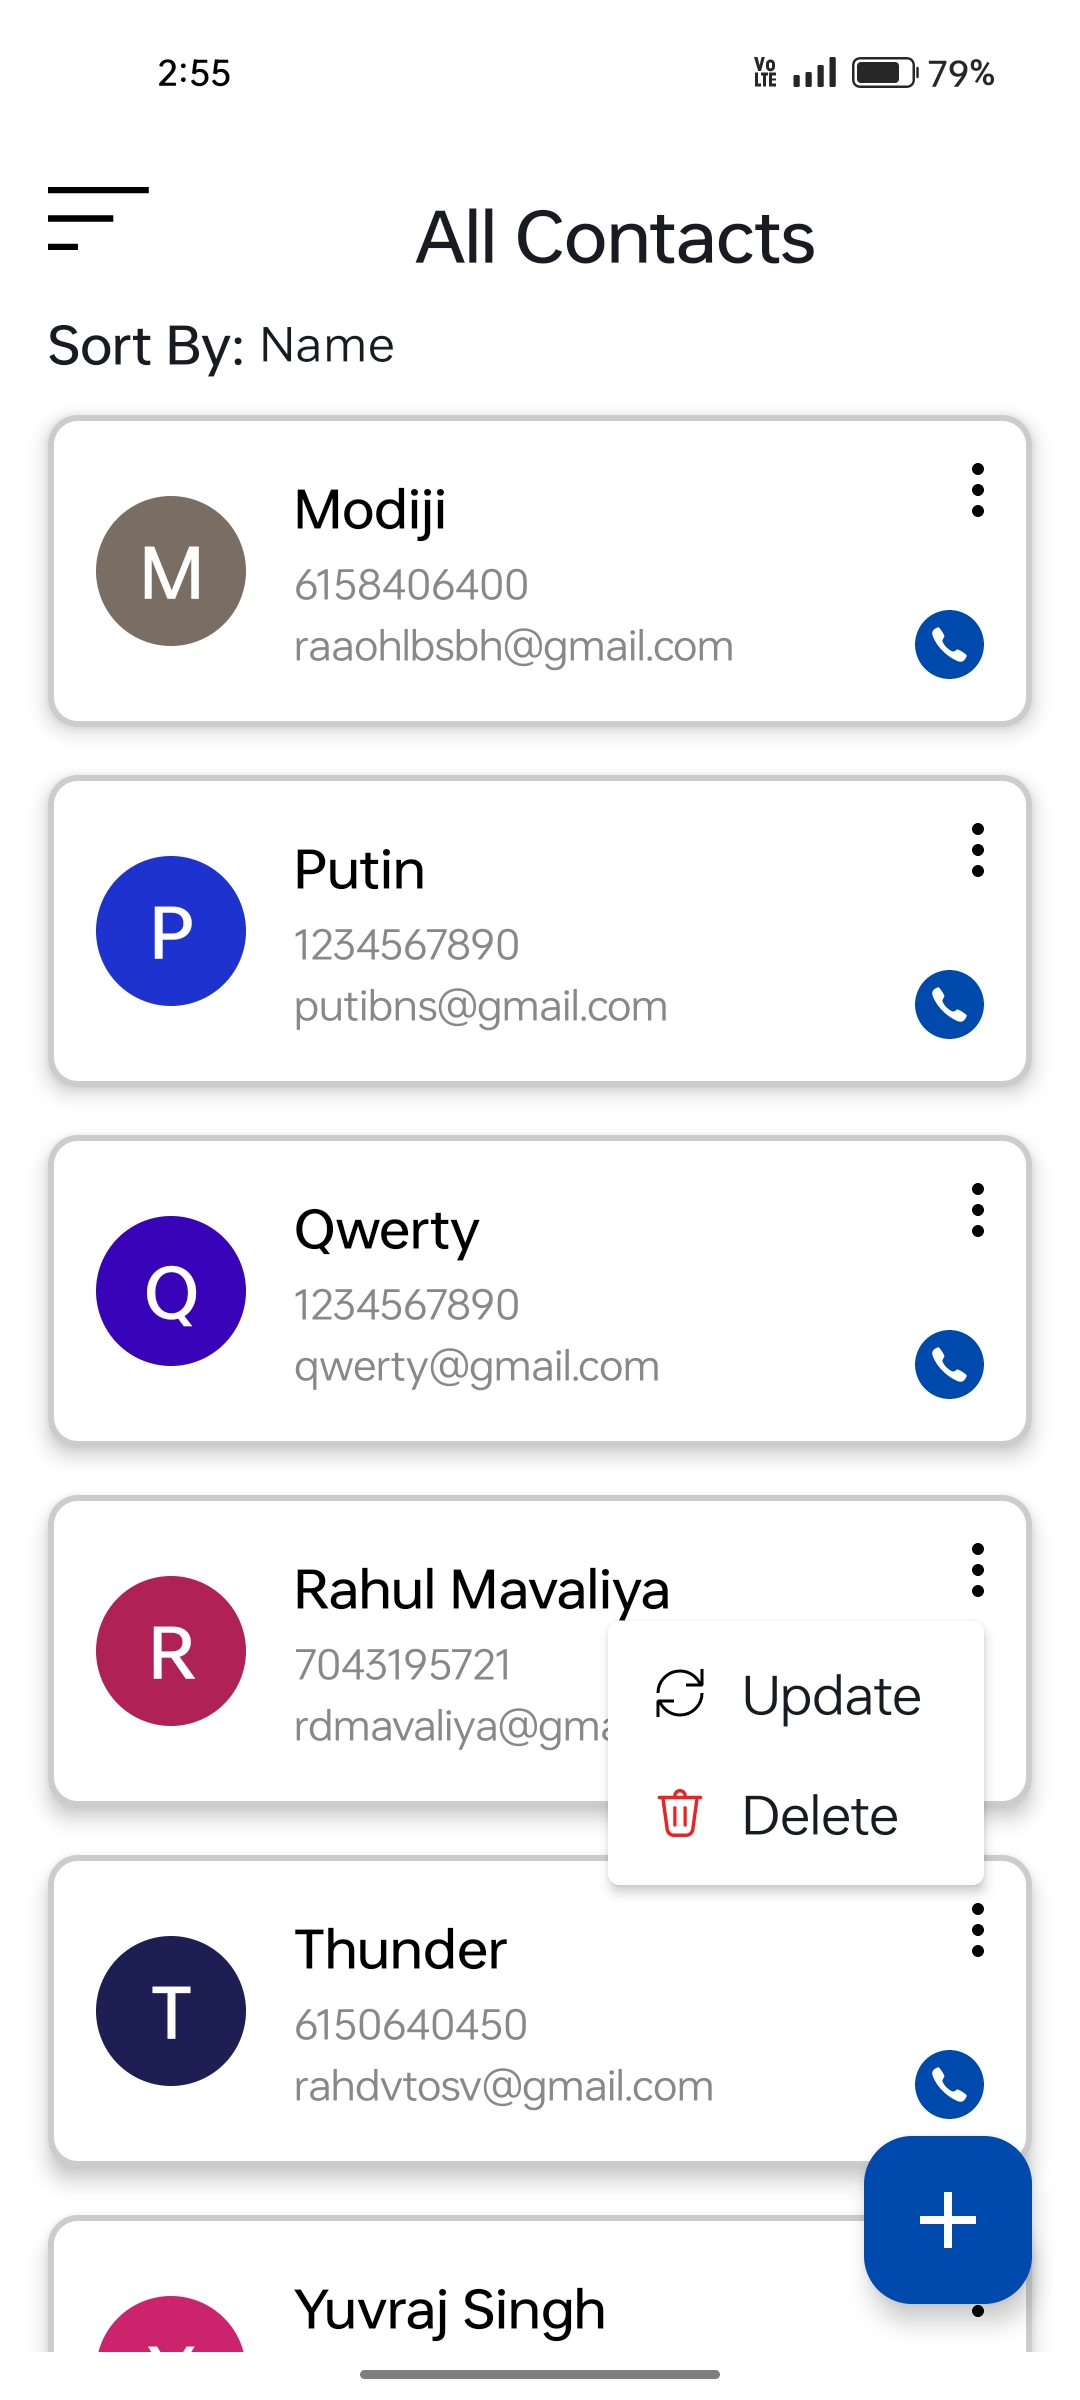 2:55
Vo LTE 79%
All Contacts
Sort By: Name
M
Modiji
6158406400
raaohlbsbh@gmail.com
P
Putin
1234567890
putibns@gmail.com
Q
Qwerty
1234567890
qwerty@gmail.com
R
Rahul Mavaliya
7043195721
rdmavaliya@gma
Update
Delete
T
Thunder
6150640450
rahdvtosv@gmail.com
Yuvraj Singh